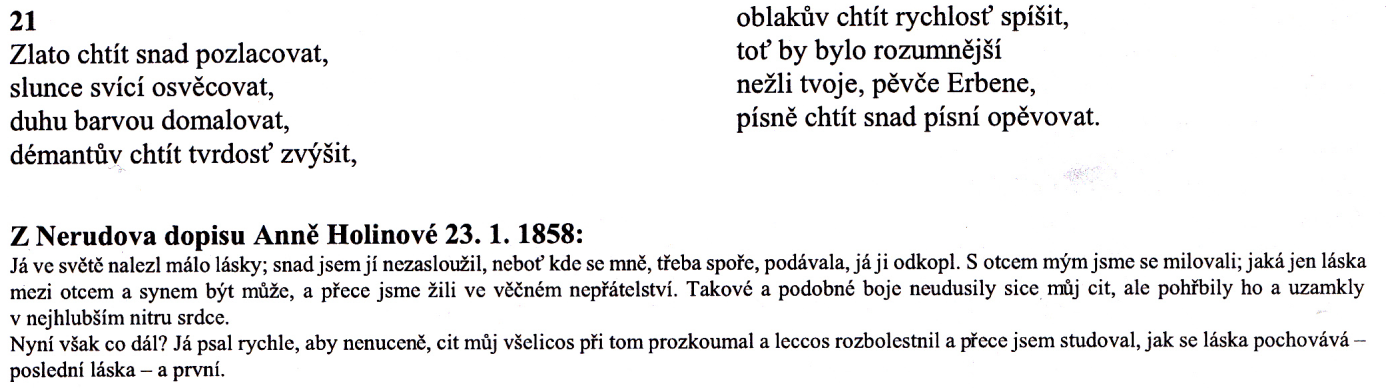 21
Zlato chtít snad pozlacovat,
slunce svící osvěcovat,
duhu barvou domalovat,
démantův chtít tvrdosť zvýšit,
oblakův chtít rychlosť spíšit,
toť by bylo rozumnější
nežli tvoje, pěvče Erbene,
písně chtít snad písní opěvovat.
Z Nerudova dopisu Anně Holinové 23. 1. 1858:
Já ve světě nalezl málo lásky; snad jsem jí nezasloužil, neboť kde se mně, třeba spoře, podávala, já ji odkopl. S otcem mým jsme se milovali; jaká jen láska
mezi otcem a synem být může, a přece jsme žili ve věčném nepřátelství. Takové a podobné boje neudusily sice můj cit, ale pohřbily ho a uzamkly
v nejhlubším nitru srdce.
Nyní však co dál? Já psal rychle, aby nenuceně, cit můj všelicos při tom prozkoumal a leccos rozbolestnil a přece jsem studoval, jak se láska pochovává –
poslední láska – a první.